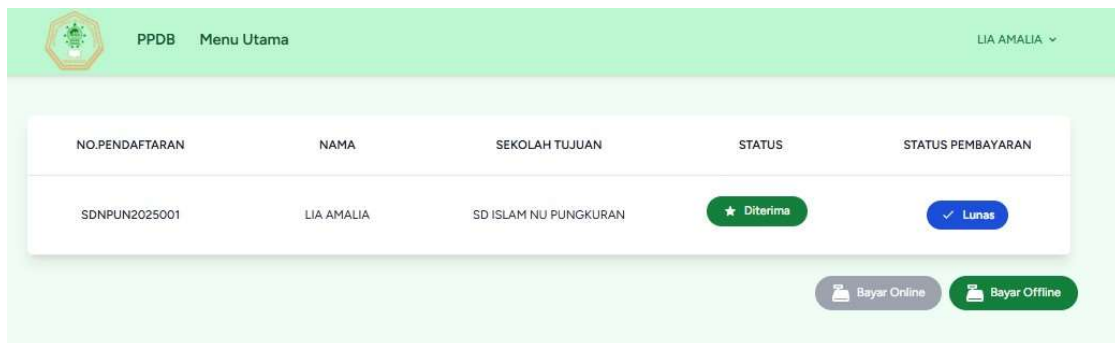 PPDB Menu Utama LIA AMALIA
NO.PENDAFTARAN NAMA SEKOLAH TUJUAN STATUS STATUS PEMBAYARAN
SDNPUN2025001 LIA AMALIA SD ISLAM NU PUNGKURAN Diterima Lunas
Bayar Online Bayar Offline